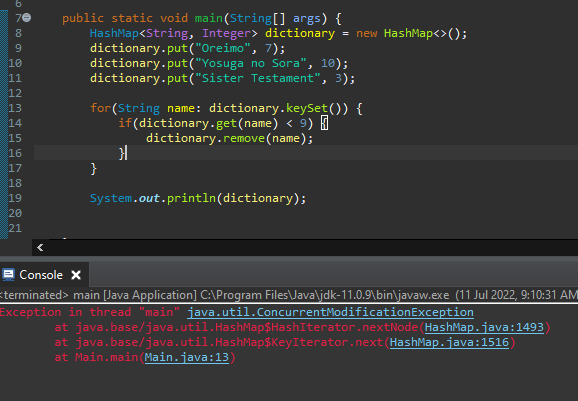 6
7 public static void main(String[] args) {
8 HashMap<String, Integer> dictionary = new HashMap<>();
9 dictionary.put("Oreimo", 7);
10 dictionary.put("Yosuga no Sora", 10);
11 dictionary.put("Sister Testament", 3);
12
13 for(String name: dictionary.keySet()) {
14 if(dictionary.get(name) < 9) {
15 dictionary.remove(name);
16 }
17 }
18
19 System.out.println(dictionary);
20
21
Console
<terminated> main [Java Application] C:\Program Files\Java\jdk-11.0.9\bin\javaw.exe (11 Jul 2022, 9:10:31 AM
Exception in thread "main" java.util.ConcurrentModificationException
at java.base/java.util.HashMap$HashIterator.nextNode(HashMap.java:1493)
at java.base/java.util.HashMap$KeyIterator.next(HashMap.java:1516)
at Main.main(Main.java:13)